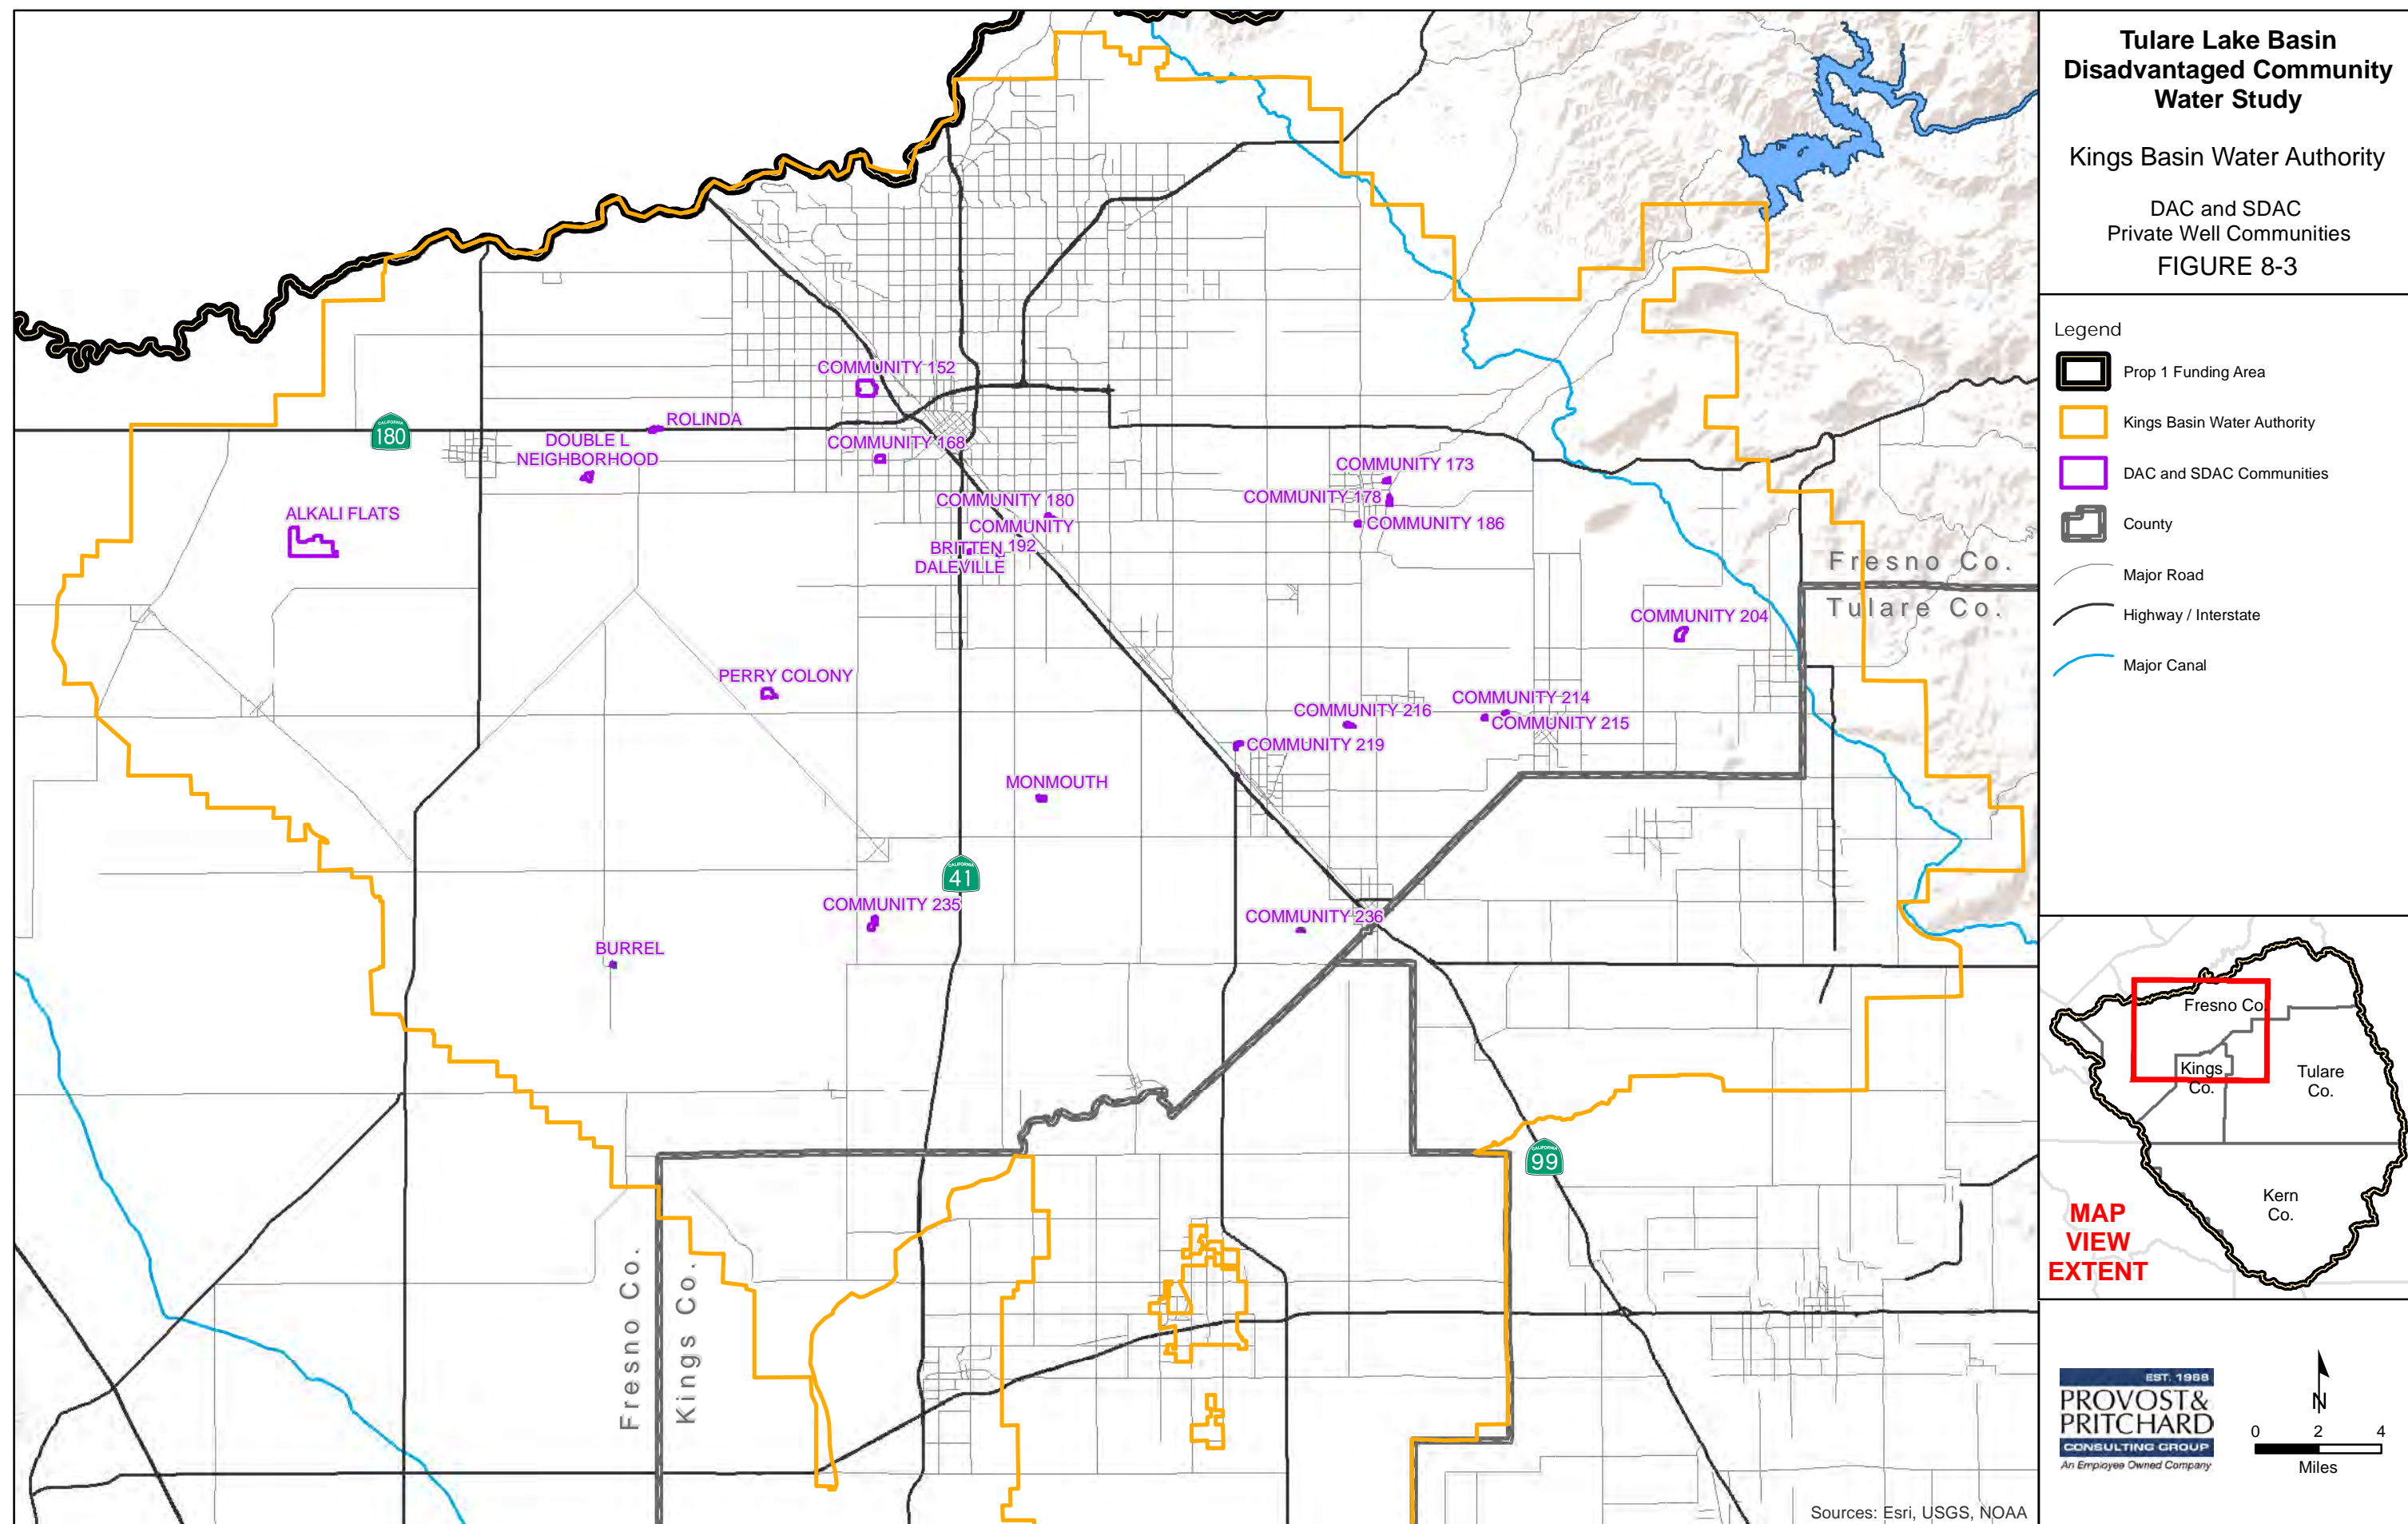 Tulare Lake Basin
Disadvantaged Community
Water Study
Kings Basin Water Authority
DAC and SDAC
Private Well Communities
FIGURE 8-3
Legend
Prop 1 Funding Area
Kings Basin Water Authority
DAC and SDAC Communities
County
Major Road
Highway / Interstate
Major Canal
COMMUNITY 152
ROLINDA
CALIFORNIA
180
DOUBLE L
NEIGHBORHOOD
COMMUNITY 168
COMMUNITY 173
COMMUNITY 178
COMMUNITY 180
ALKALI FLATS
COMMUNITY
192
COMMUNITY 186
BRITTEN
DALEVILLE
Fresno Co.
Tulare Co.
COMMUNITY 204
PERRY COLONY
COMMUNITY 214
COMMUNITY 216
COMMUNITY 215
COMMUNITY 219
MONMOUTH
CALIFORNIA
41
COMMUNITY 235
COMMUNITY 236
BURREL
CALIFORNIA
99
Fresno Co.
Kings Co.
Sources: Esri, USGS, NOAA
Fresno Co.
Kings
Co.
Tulare
Co.
Kern
Co.
MAP
VIEW
EXTENT
EST. 1968
PROVOST&
PRITCHARD
CONSULTING GROUP
An Employee Owned Company
N
0 2 4
Miles